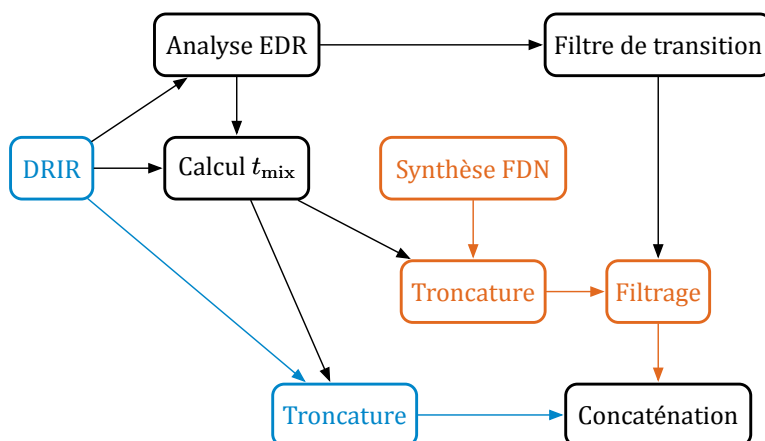 Analyse EDR
Filtre de transition
DRIR
Calcul t_mix
Synthèse FDN
Troncature
Filtrage
Troncature
Concaténation